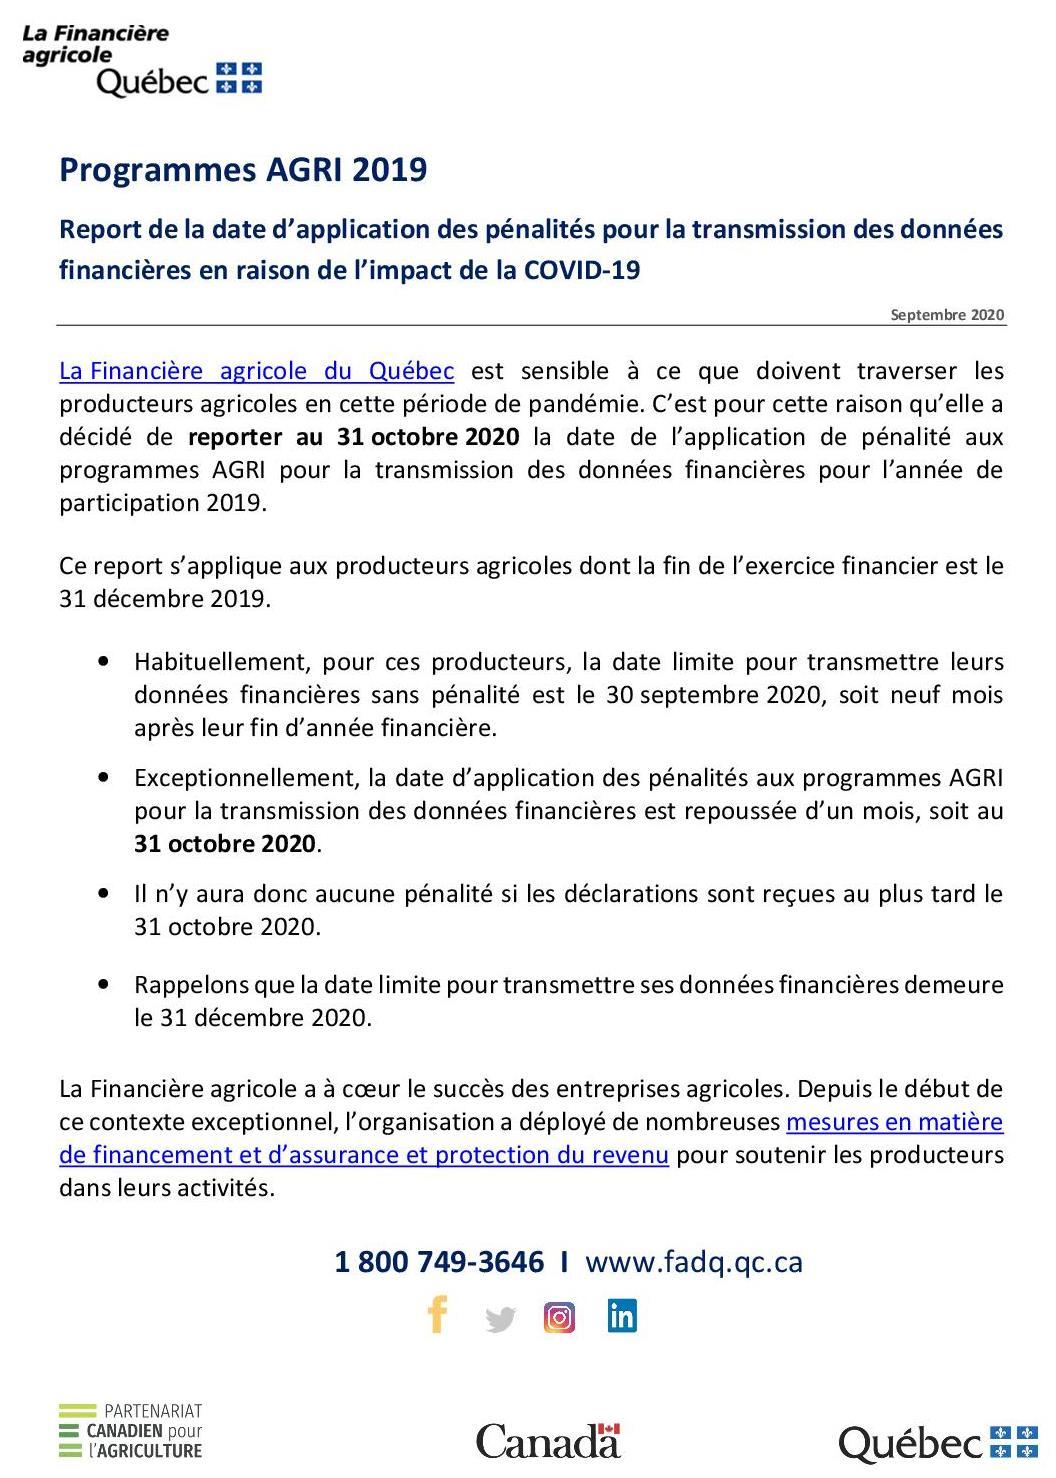 La Financière
agricole
Québec
Programmes AGRI 2019
Report de la date d’application des pénalités pour la transmission des données
financières en raison de l’impact de la COVID-19
Septembre 2020
La Financière agricole du Québec est sensible à ce que doivent traverser les
producteurs agricoles en cette période de pandémie. C’est pour cette raison qu’elle a
décidé de reporter au 31 octobre 2020 la date de l’application de pénalité aux
programmes AGRI pour la transmission des données financières pour l’année de
participation 2019.
Ce report s’applique aux producteurs agricoles dont la fin de l’exercice financier est le
31 décembre 2019.
• Habituellement, pour ces producteurs, la date limite pour transmettre leurs
données financières sans pénalité est le 30 septembre 2020, soit neuf mois
après leur fin d’année financière.
• Exceptionnellement, la date d’application des pénalités aux programmes AGRI
pour la transmission des données financières est repoussée d’un mois, soit au
31 octobre 2020.
• Il n’y aura donc aucune pénalité si les déclarations sont reçues au plus tard le
31 octobre 2020.
• Rappelons que la date limite pour transmettre ses données financières demeure
le 31 décembre 2020.
La Financière agricole a à cœur le succès des entreprises agricoles. Depuis le début de
ce contexte exceptionnel, l’organisation a déployé de nombreuses mesures en matière
de financement et d’assurance et protection du revenu pour soutenir les producteurs
dans leurs activités.
1 800 749-3646 I www.fadq.qc.ca
f in
PARTENARIAT
CANADIEN pour
l’AGRICULTURE
Canada
Québec